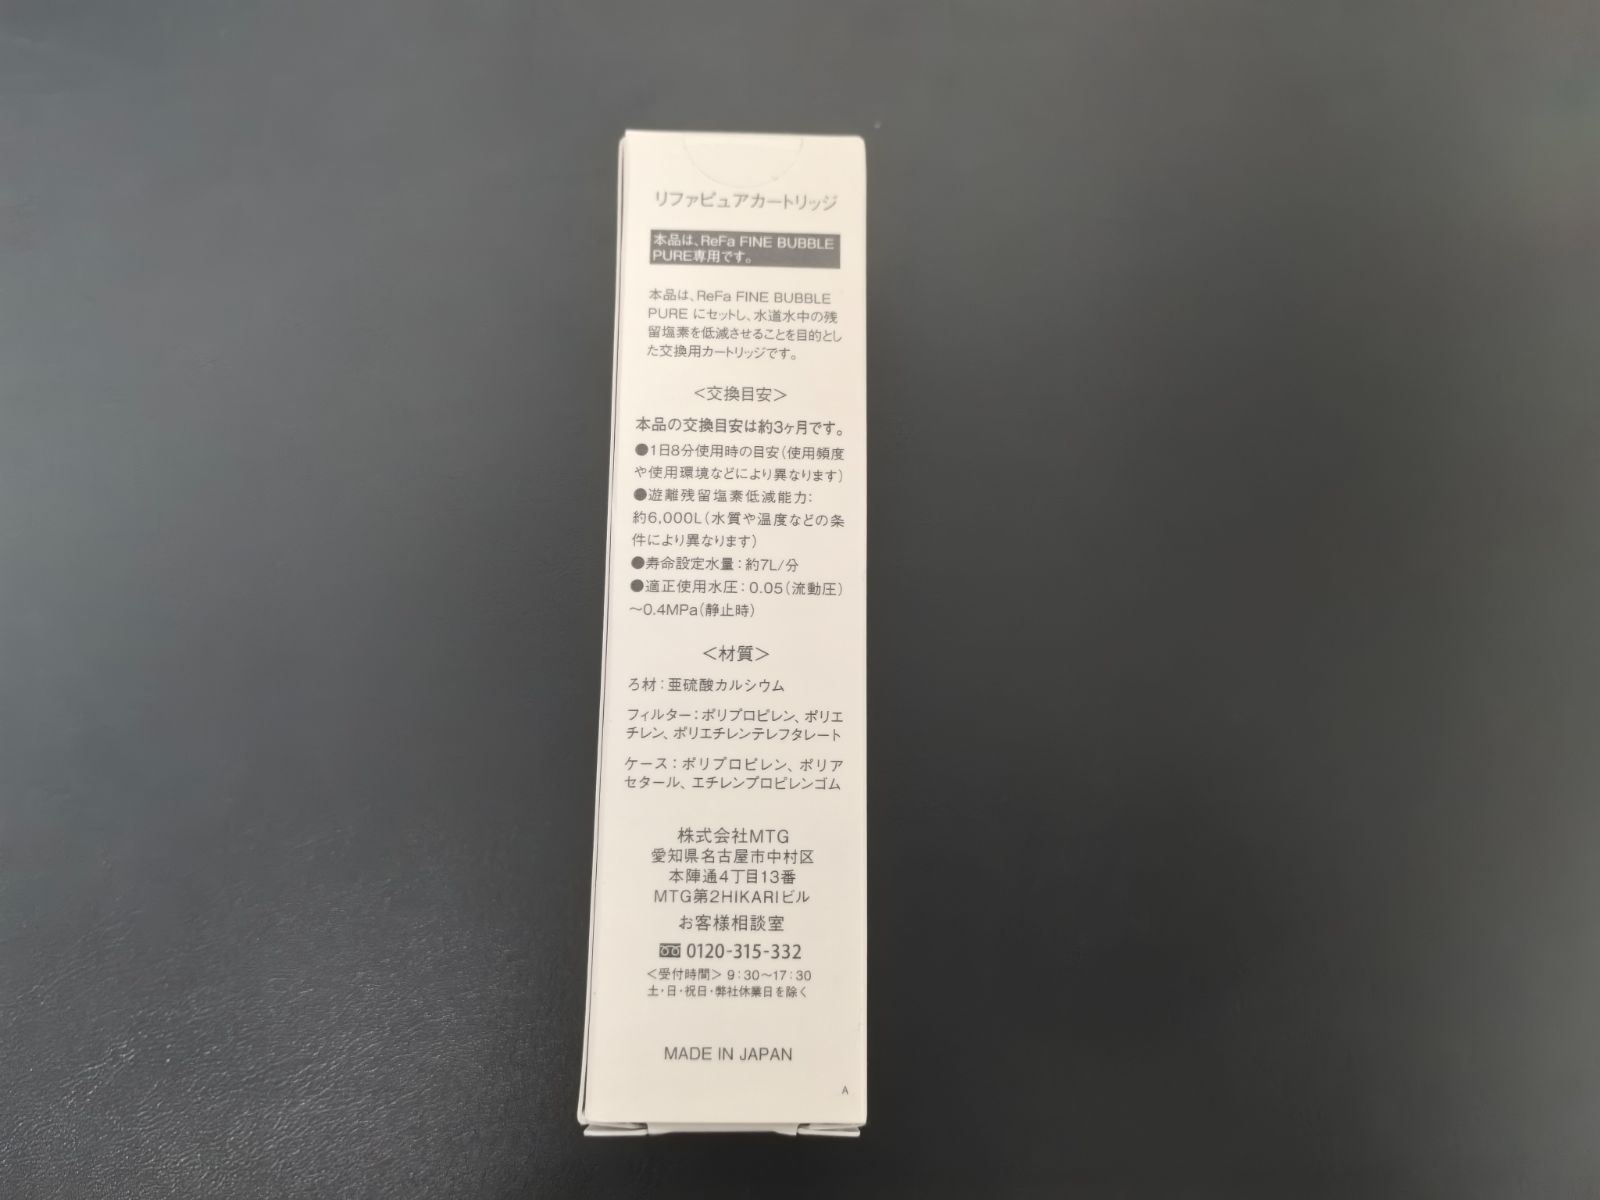 リファピュアカートリッジ
本品は、ReFa FINE BUBBLE
PURE専用です。
本品は、ReFa FINE BUBBLE
PURE にセットし、水道水中の残
留塩素を低減させることを目的とし
た交換用カートリッジです。
＜交換目安＞
本品の交換目安は約3ヶ月です。
●1日8分使用時の目安(使用頻度
や使用環境などにより異なります)
●遊離残留塩素低減能力:
約6,000L(水質や温度などの条
件により異なります)
●寿命設定水量：約7L/分
●適正使用水圧：0.05(流動圧)
～0.4MPa(静止時)
＜材質＞
ろ材：亜硫酸カルシウム
フィルター：ポリプロピレン、ポリエ
チレン、ポリエチレンテレフタレート
ケース：ポリプロピレン、ポリア
セタール、エチレンプロピレンゴム
株式会社MTG
愛知県名古屋市中村区
本陣通4丁目13番
MTG第2HIKARIビル
お客様相談室
0120-315-332
＜受付時間＞ 9：30～17：30
土・日・祝日・弊社休業日を除く
MADE IN JAPAN
A